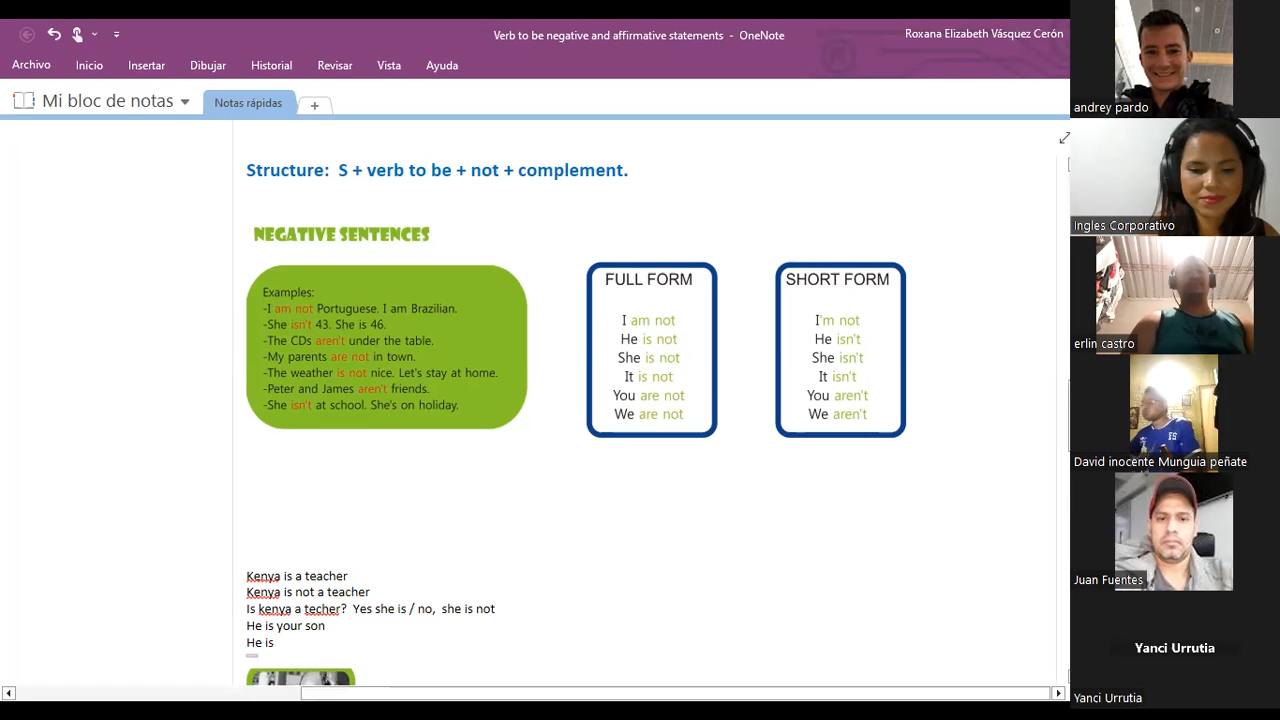 Verb to be negative and affirmative statements - OneNote
Roxana Elizabeth Vásquez Cerón
Archivo Inicio Insertar Dibujar Historial Revisar Vista Ayuda
Mi bloc de notas
Notas rápidas
Structure: S + verb to be + not + complement.
NEGATIVE SENTENCES
Examples:
-I am not Portuguese. I am Brazilian.
-She isn't 43. She is 46.
-The CDs aren't under the table.
-My parents are not in town.
-The weather is not nice. Let's stay at home.
-Peter and James aren't friends.
-She isn't at school. She's on holiday.
FULL FORM
I am not
He is not
She is not
It is not
You are not
We are not
SHORT FORM
I'm not
He isn't
She isn't
It isn't
You aren't
We aren't
Kenya is a teacher
Kenya is not a teacher
Is kenya a techer? Yes she is / no, she is not
He is your son
He is
andrey pardo
Ingles Corporativo
erlin castro
David inocente Munguia peñate
Juan Fuentes
Yanci Urrutia
Yanci Urrutia